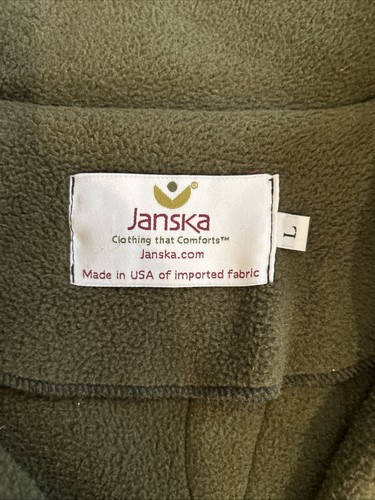 ®
Janska
Clothing that Comforts™
Janska.com
Made in USA of imported fabric
L